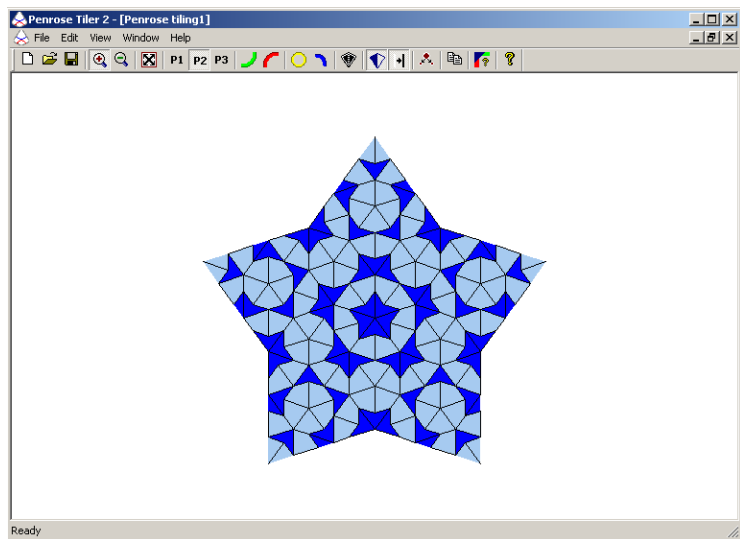 Penrose Tiler 2 - [Penrose tiling1]
File Edit View Window Help
P1 P2 P3 ? ?
Ready